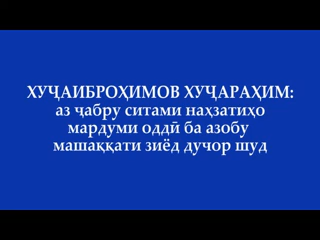 ХУҶАИБРОҲИМОВ ХУҶАРАҲИМ:
аз ҷабру ситами наҳзатиҳо
мардуми оддӣ ба азобу
машаққати зиёд дучор шуд